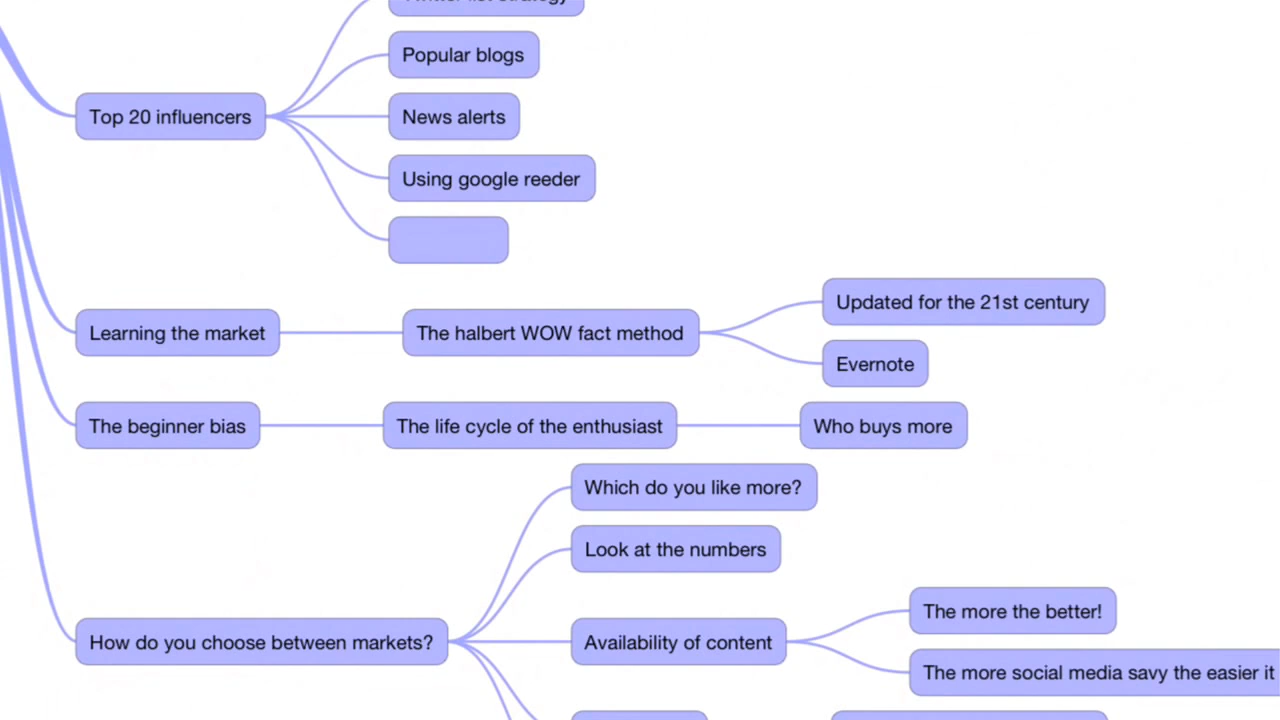 Popular blogs
Top 20 influencers
News alerts
Using google reeder
Updated for the 21st century
Learning the market
The halbert WOW fact method
Evernote
The beginner bias
The life cycle of the enthusiast
Who buys more
Which do you like more?
Look at the numbers
The more the better!
How do you choose between markets?
Availability of content
The more social media savy the easier it